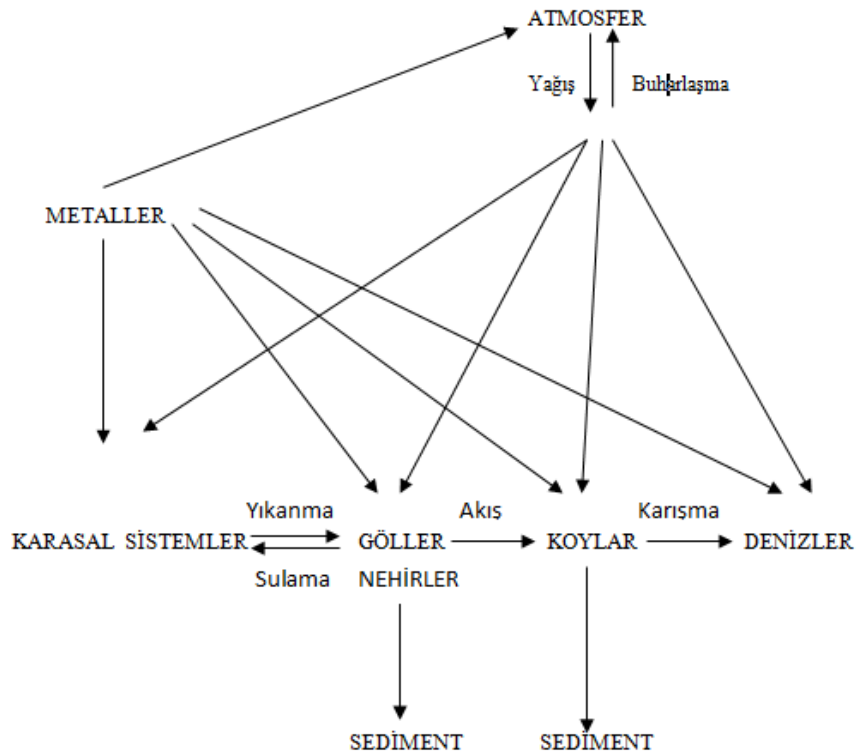 ATMOSFER
Yağış Buharlaşma
METALLER
Yıkanma Akış Karışma
KARASAL SİSTEMLER GÖLLER KOYLAR DENİZLER
Sulama NEHİRLER
SEDİMENT SEDİMENT